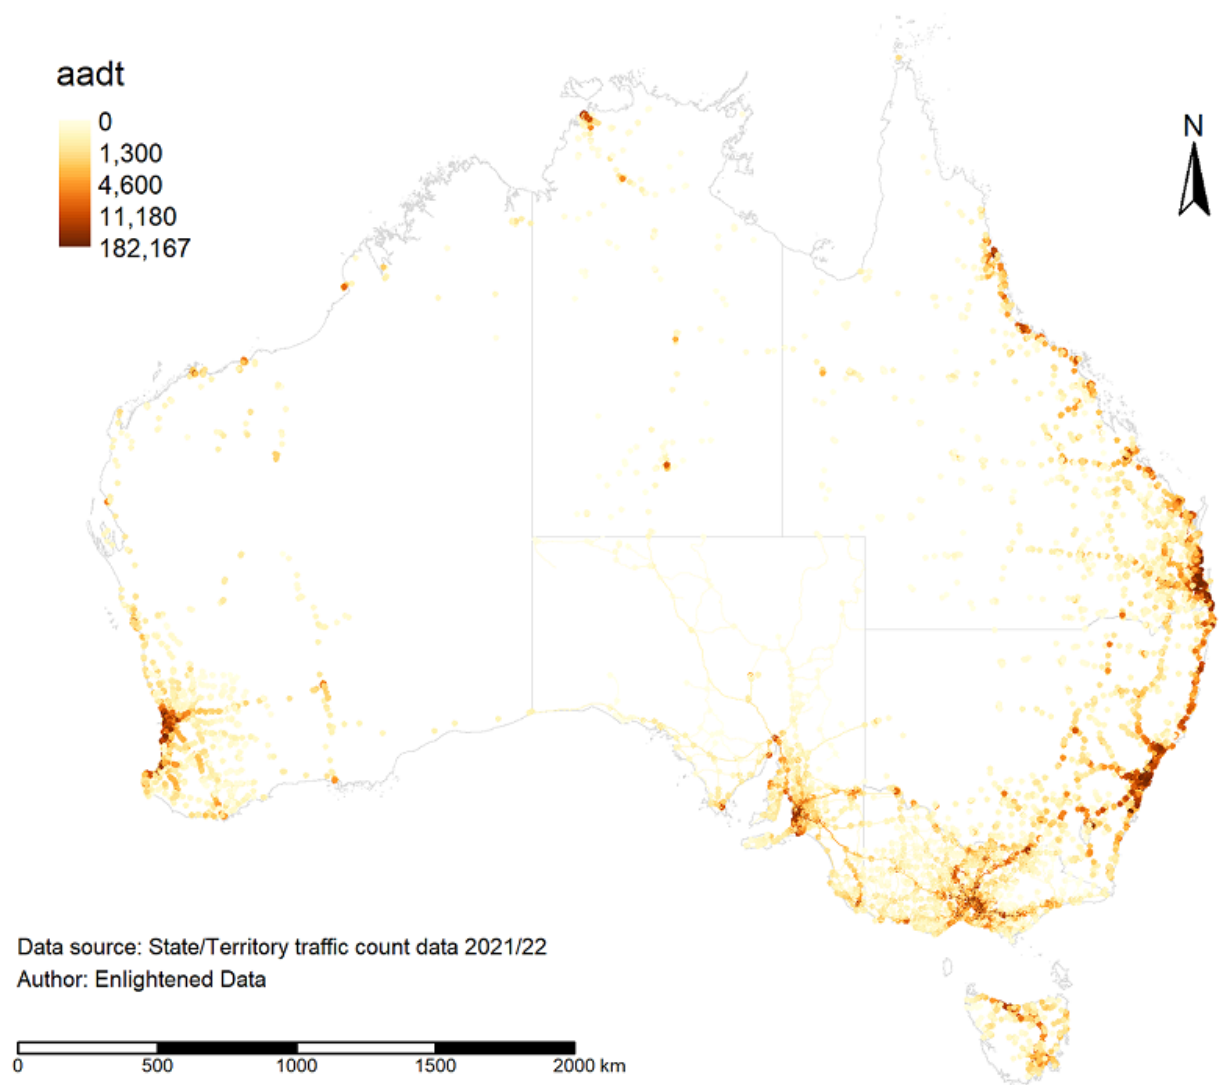 aadt
0
1,300
4,600
11,180
182,167
N
Data source: State/Territory traffic count data 2021/22
Author: Enlightened Data
0 500 1000 1500 2000 km